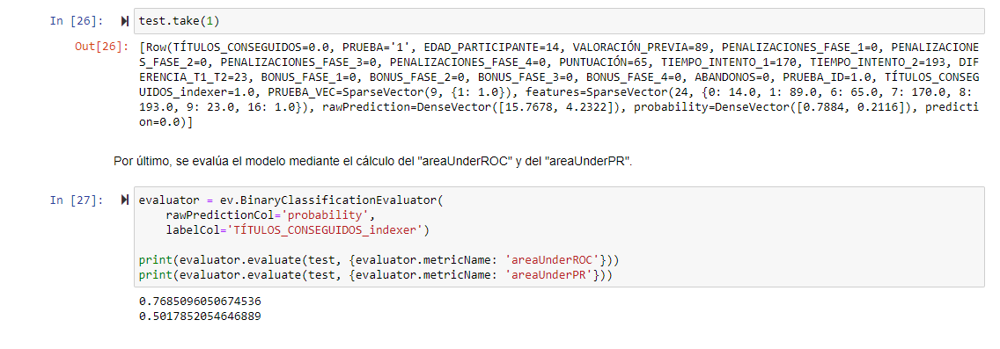 In [26]: test.take(1)
Out[26]: [Row(TÍTULOS_CONSEGUIDOS=0.0, PRUEBA='1', EDAD_PARTICIPANTE=14, VALORACIÓN_PREVIA=89, PENALIZACIONES_FASE_1=0, PENALIZACIONE
S_FASE_2=0, PENALIZACIONES_FASE_3=0, PENALIZACIONES_FASE_4=0, PUNTUACIÓN=65, TIEMPO_INTENTO_1=170, TIEMPO_INTENTO_2=193, DIF
ERENCIA_T1_T2=23, BONUS_FASE_1=0, BONUS_FASE_2=0, BONUS_FASE_3=0, BONUS_FASE_4=0, ABANDONOS=0, PRUEBA_ID=1.0, TÍTULOS_CONSEG
UIDOS_indexer=1.0, PRUEBA_VEC=SparseVector(9, {1: 1.0}), features=SparseVector(24, {0: 14.0, 1: 89.0, 6: 65.0, 7: 170.0, 8:
193.0, 9: 23.0, 16: 1.0}), rawPrediction=DenseVector([15.7678, 4.2322]), probability=DenseVector([0.7884, 0.2116]), predicti
on=0.0)]
Por último, se evalúa el modelo mediante el cálculo del "areaUnderROC" y del "areaUnderPR".
In [27]: evaluator = ev.BinaryClassificationEvaluator(
rawPredictionCol='probability',
labelCol='TÍTULOS_CONSEGUIDOS_indexer')
print(evaluator.evaluate(test, {evaluator.metricName: 'areaUnderROC'}))
print(evaluator.evaluate(test, {evaluator.metricName: 'areaUnderPR'}))
0.7685096050674536
0.5017852054646889